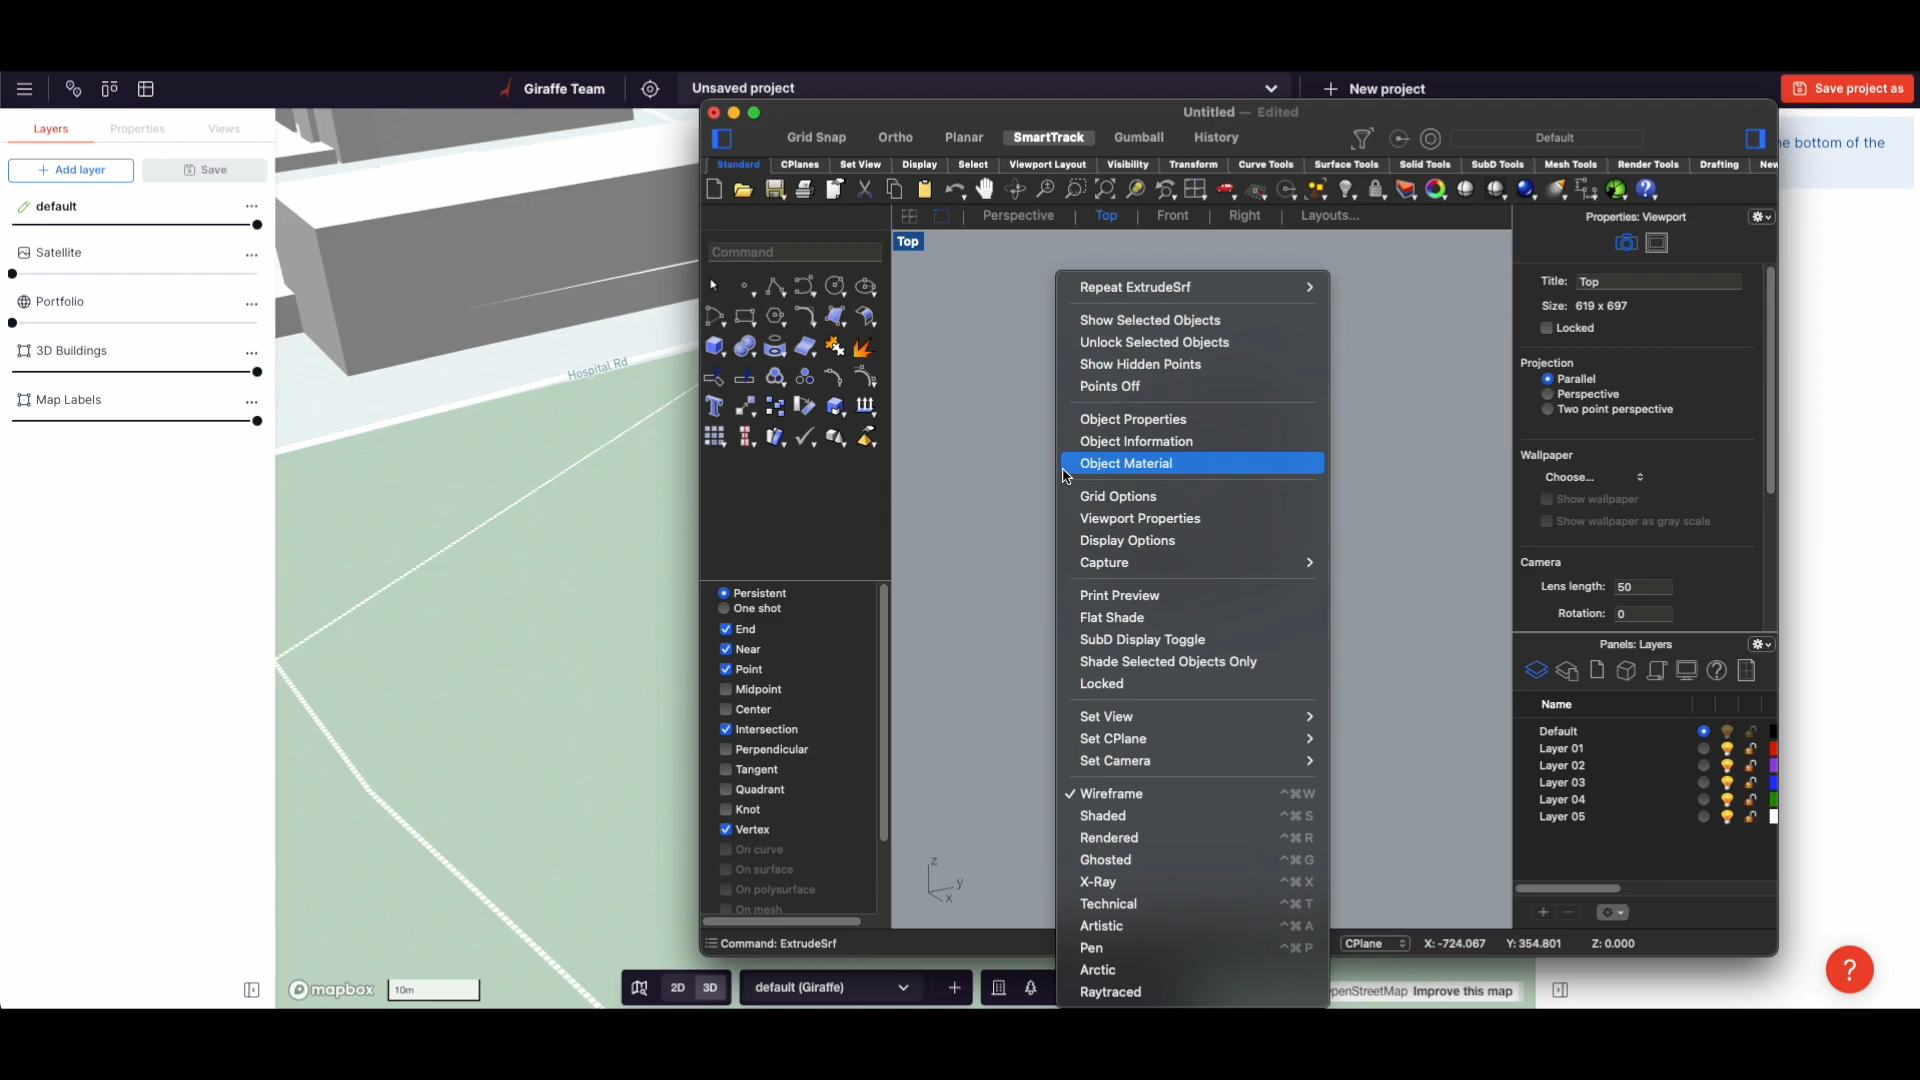 Giraffe Team
Unsaved project
New project
Save project as
Layers
Properties
Views
Add layer
Save
default
Satellite
Portfolio
3D Buildings
Map Labels
Hospital Rd
mapbox
10m
2D
3D
default (Giraffe)
penStreetMap Improve this map
?
e bottom of the
Untitled — Edited
Grid Snap
Ortho
Planar
SmartTrack
Gumball
History
Default
Standard
CPlanes
Set View
Display
Select
Viewport Layout
Visibility
Transform
Curve Tools
Surface Tools
Solid Tools
SubD Tools
Mesh Tools
Render Tools
Drafting
New
Perspective
Top
Front
Right
Layouts...
Top
Command
Persistent
One shot
End
Near
Point
Midpoint
Center
Intersection
Perpendicular
Tangent
Quadrant
Knot
Vertex
On curve
On surface
On polysurface
On mesh
Command: ExtrudeSrf
z
y
x
Repeat ExtrudeSrf
Show Selected Objects
Unlock Selected Objects
Show Hidden Points
Points Off
Object Properties
Object Information
Object Material
Grid Options
Viewport Properties
Display Options
Capture
Print Preview
Flat Shade
SubD Display Toggle
Shade Selected Objects Only
Locked
Set View
Set CPlane
Set Camera
✓ Wireframe ^⌘W
Shaded ^⌘S
Rendered ^⌘R
Ghosted ^⌘G
X-Ray ^⌘X
Technical ^⌘T
Artistic ^⌘A
Pen ^⌘P
Arctic
Raytraced
Properties: Viewport
Title: Top
Size: 619 x 697
Locked
Projection
Parallel
Perspective
Two point perspective
Wallpaper
Choose...
Show wallpaper
Show wallpaper as gray scale
Camera
Lens length: 50
Rotation: 0
Panels: Layers
Name
Default
Layer 01
Layer 02
Layer 03
Layer 04
Layer 05
CPlane
X: -724.067
Y: 354.801
Z: 0.000